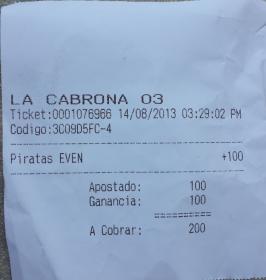 LA CABRONA 03
Ticket:0001076966 14/08/2013 03:29:02 PM
Codigo:3C09D5FC-4
Piratas EVEN +100
Apostado: 100
Ganancia: 100
=========
A Cobrar: 200